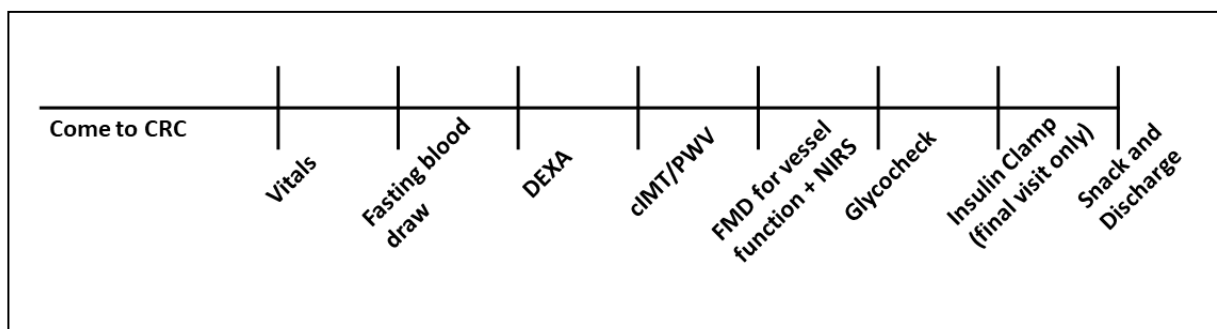 Come to CRC
Vitals
Fasting blood
draw
DEXA
cIMT/PWV
FMD for vessel
function + NIRS
Glycocheck
Insulin Clamp
(final visit only)
Snack and
Discharge